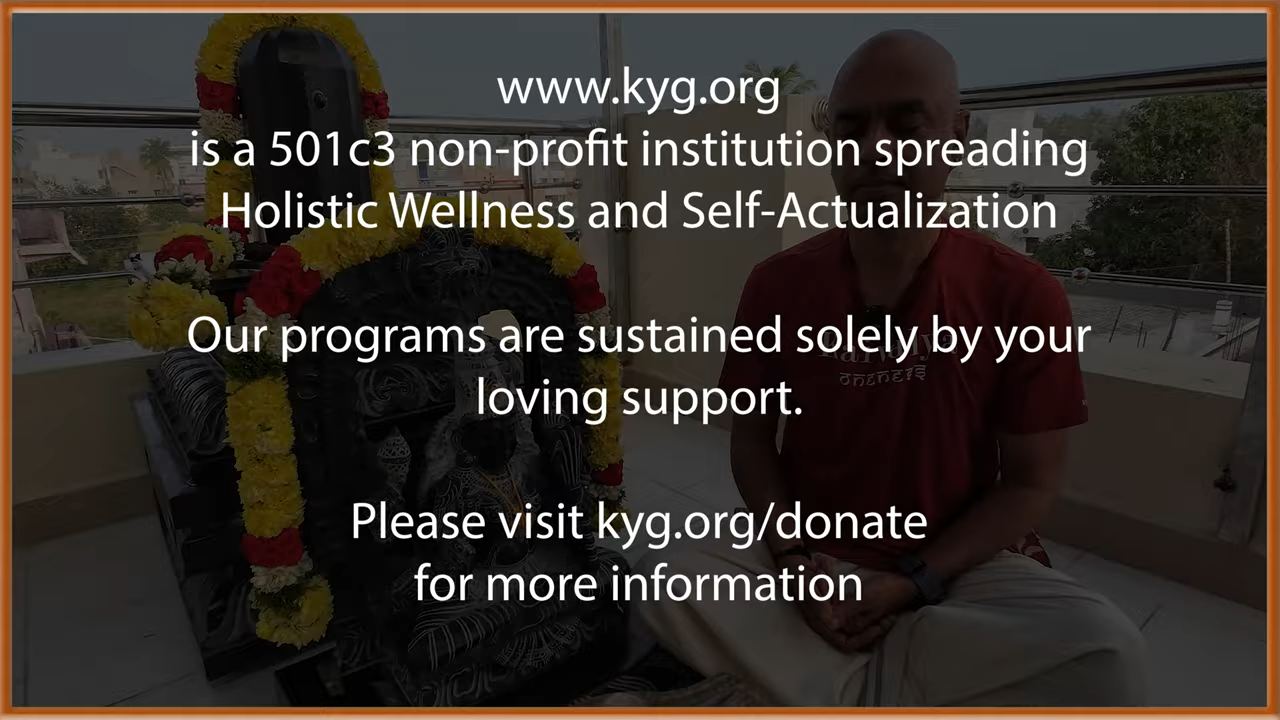 www.kyg.org
is a 501c3 non-profit institution spreading
Holistic Wellness and Self-Actualization
Our programs are sustained solely by your
loving support.
Please visit kyg.org/donate
for more information